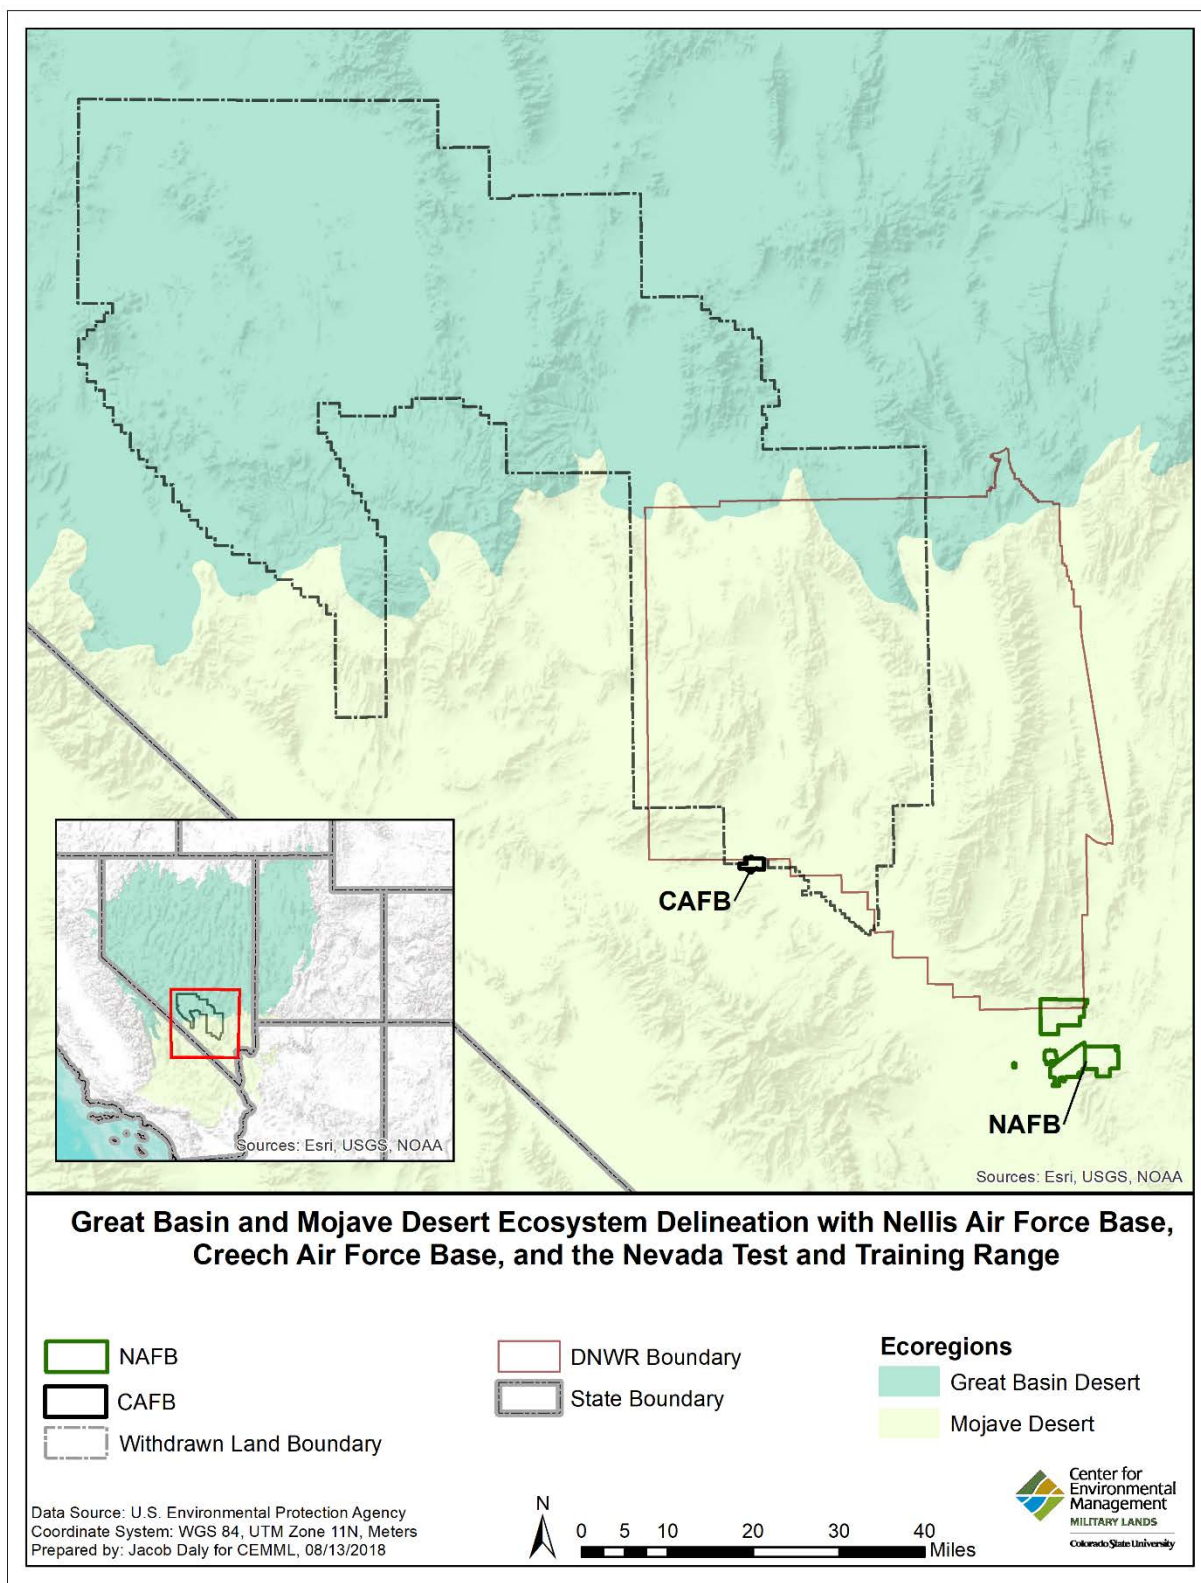 CAFB
NAFB
Sources: Esri, USGS, NOAA
Sources: Esri, USGS, NOAA
Great Basin and Mojave Desert Ecosystem Delineation with Nellis Air Force Base,
Creech Air Force Base, and the Nevada Test and Training Range
NAFB
CAFB
Withdrawn Land Boundary
DNWR Boundary
State Boundary
Ecoregions
Great Basin Desert
Mojave Desert
Data Source: U.S. Environmental Protection Agency
Coordinate System: WGS 84, UTM Zone 11N, Meters
Prepared by: Jacob Daly for CEMML, 08/13/2018
N
0 5 10 20 30 40
Miles
Center for
Environmental
Management
MILITARY LANDS
Colorado State University